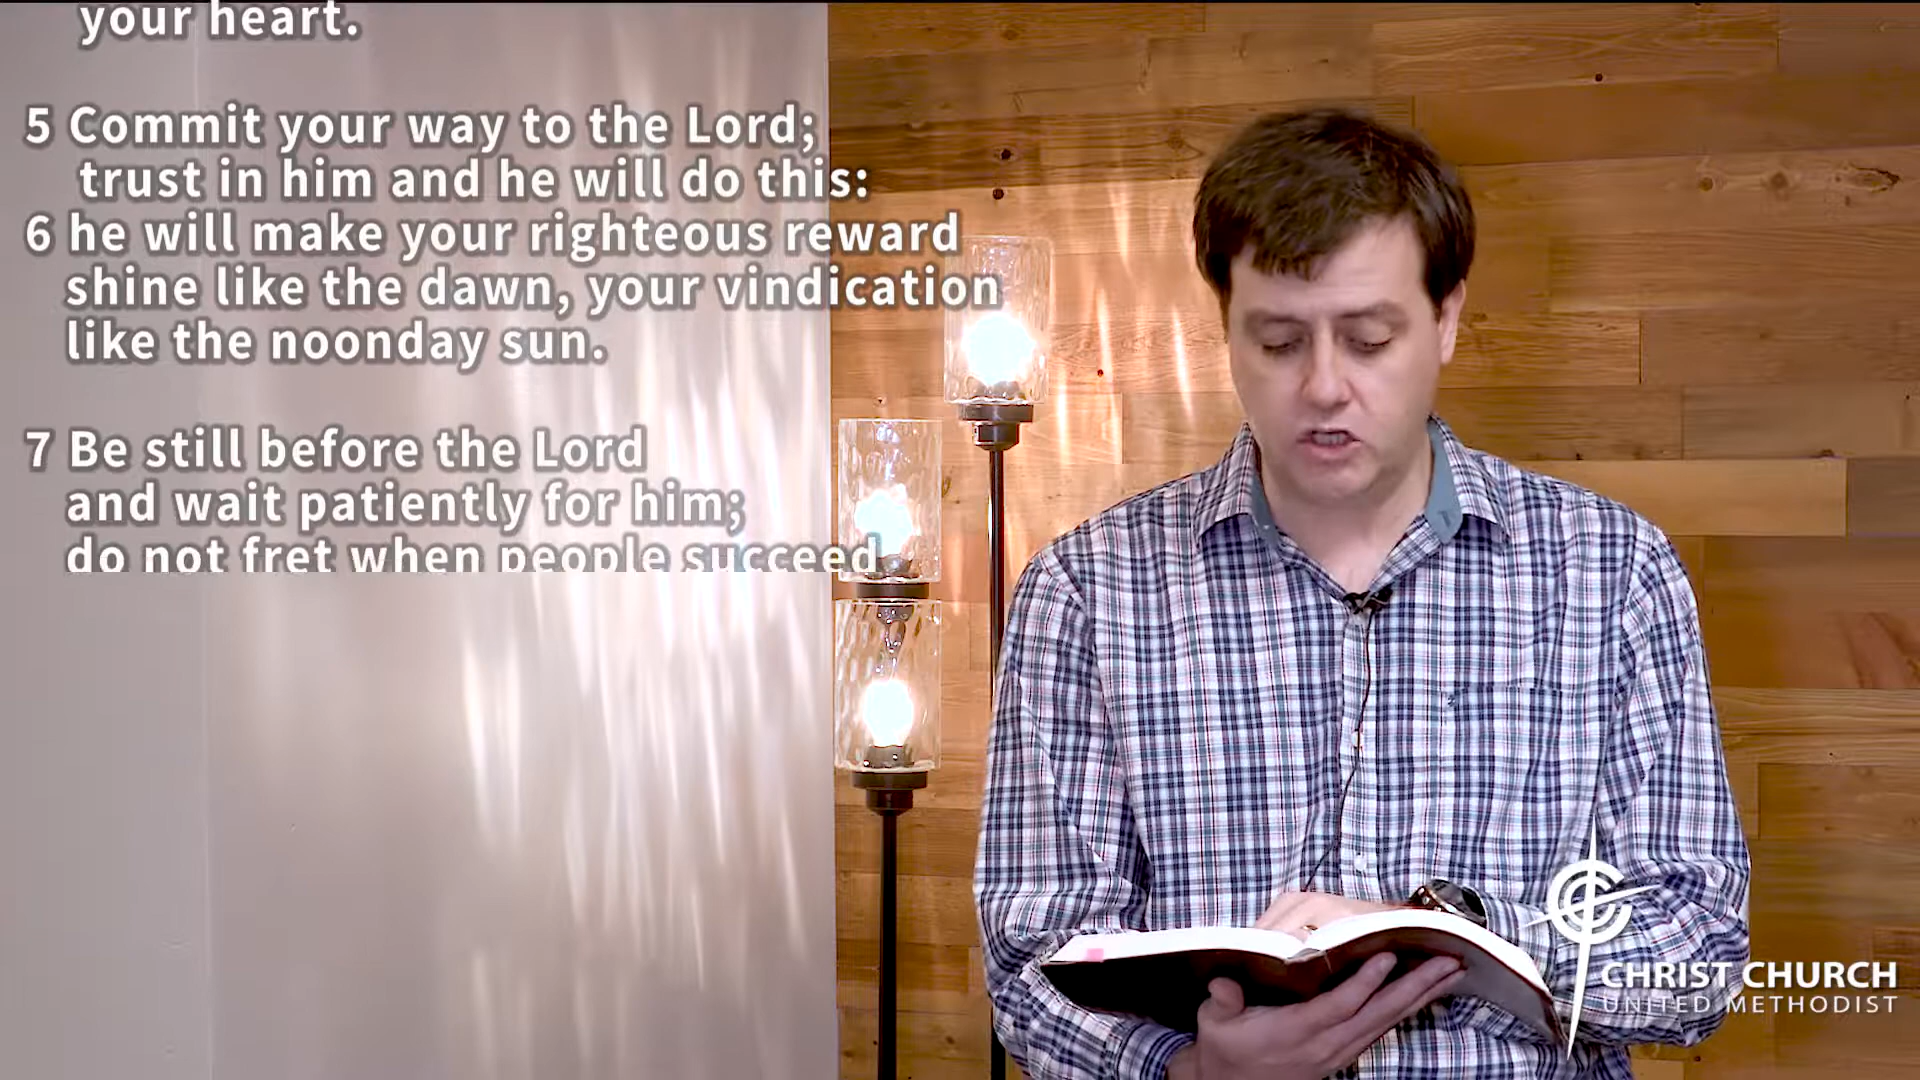 your heart.
5 Commit your way to the Lord;
trust in him and he will do this:
6 he will make your righteous reward
shine like the dawn, your vindication
like the noonday sun.
7 Be still before the Lord
and wait patiently for him;
do not fret when people succeed
CHRIST CHURCH
UNITED METHODIST